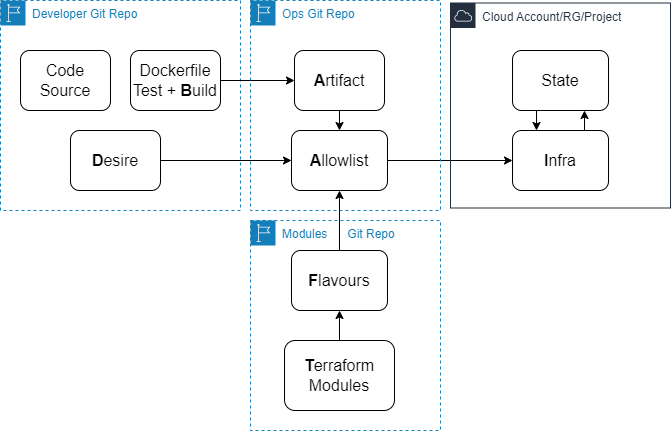 Developer Git Repo
Code
Source
Dockerfile
Test + Build
Desire
Ops Git Repo
Artifact
Allowlist
Cloud Account/RG/Project
State
Infra
Modules Git Repo
Flavours
Terraform
Modules